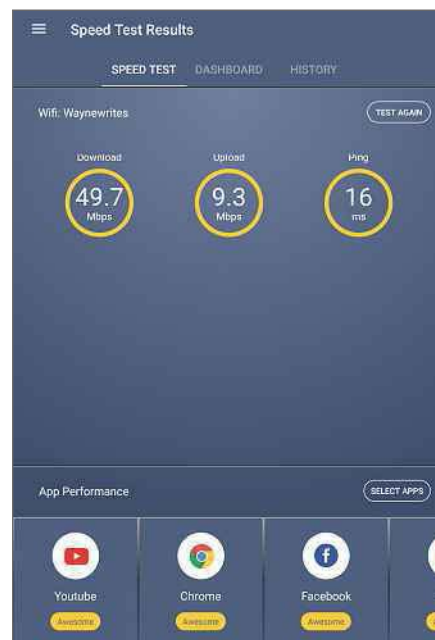 Speed Test Results
SPEED TEST DASHBOARD HISTORY
Wifi: Waynewrites TEST AGAIN
Download Upload Ping
49.7 9.3 16
Mbps Mbps ms
App Performance SELECT APPS
Youtube Chrome Facebook
Awesome Awesome Awesome